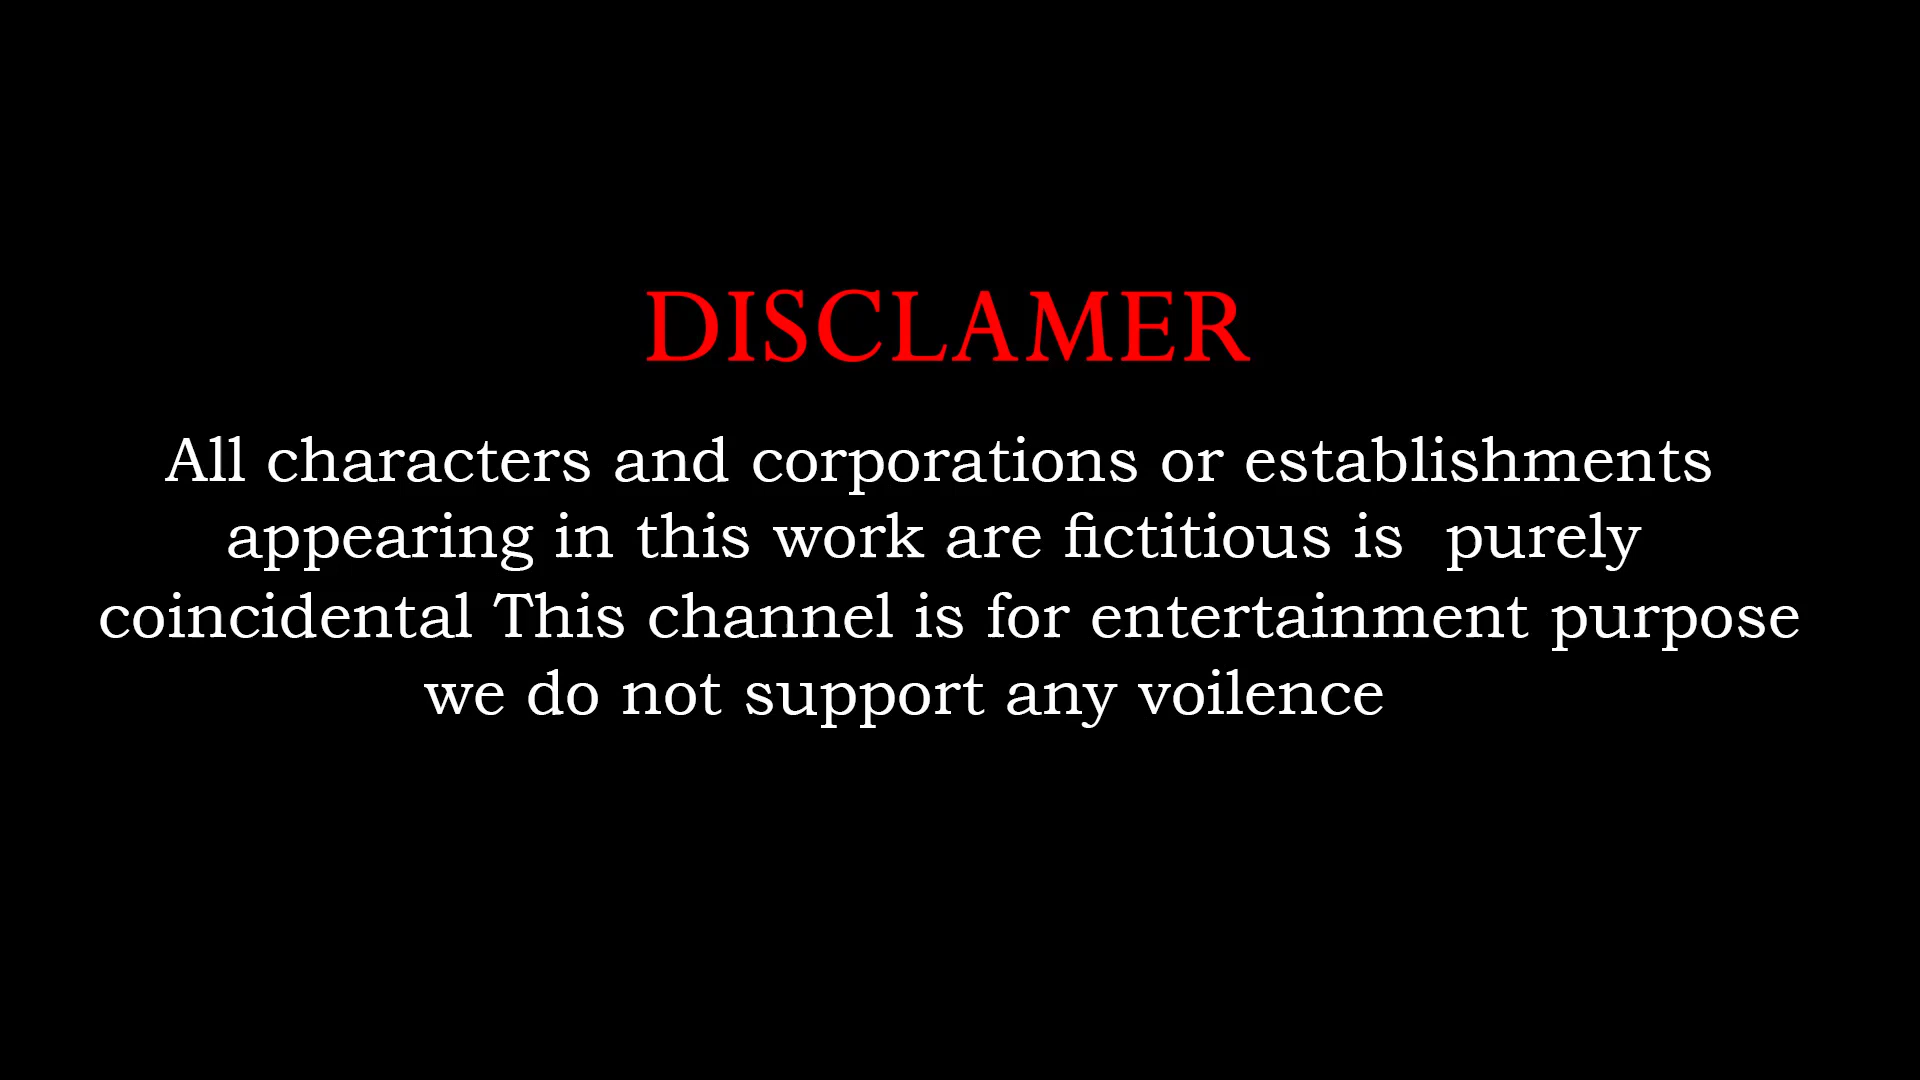 DISCLAMER
All characters and corporations or establishments
appearing in this work are fictitious is  purely
coincidental This channel is for entertainment purpose
we do not support any voilence